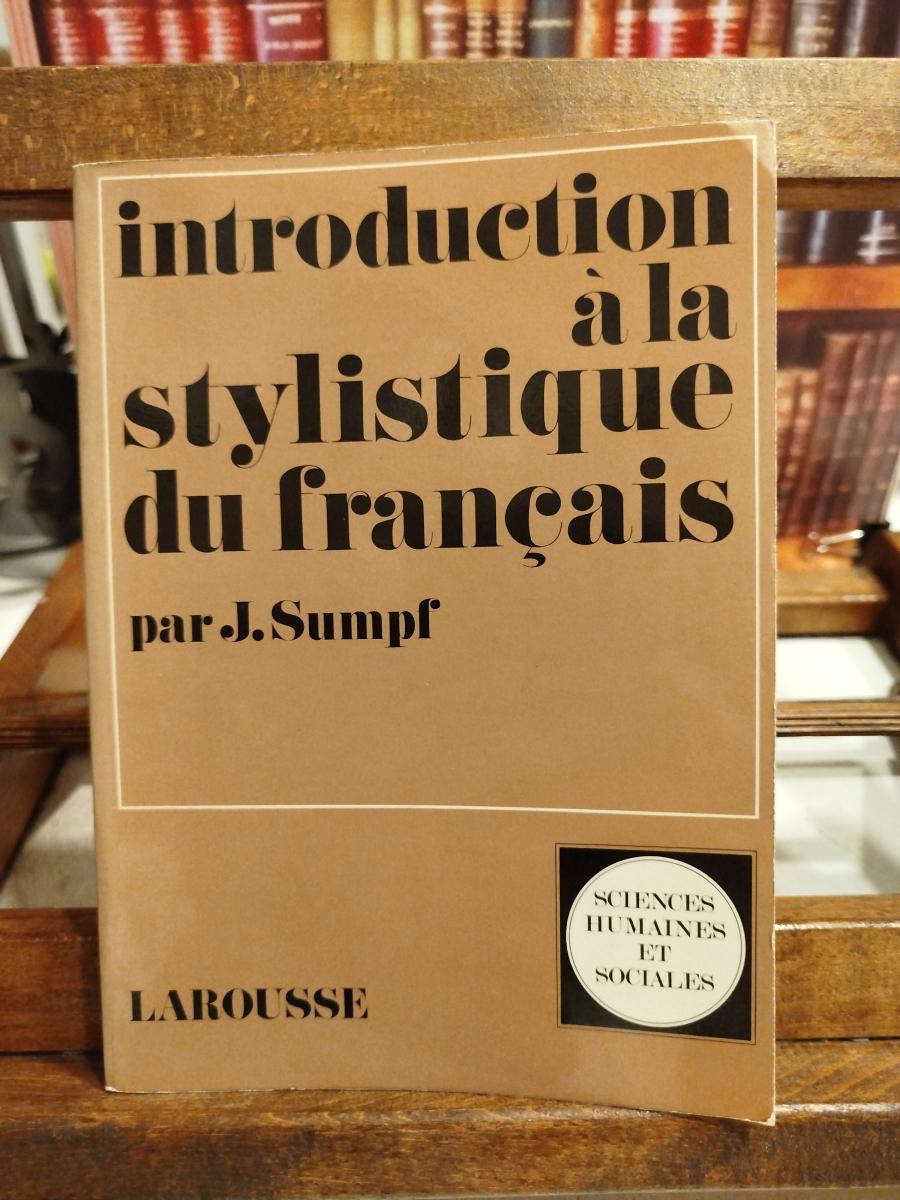 introduction
à la
stylistique
du français
par J. Sumpf
SCIENCES
HUMAINES
ET
SOCIALES
LAROUSSE